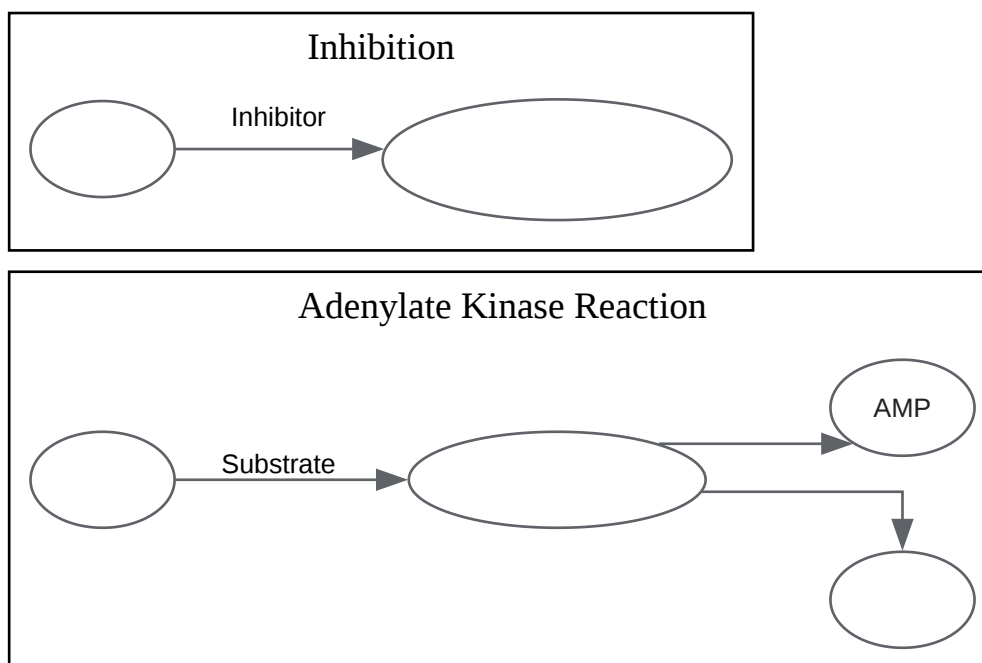 Inhibition
Inhibitor
Adenylate Kinase Reaction
AMP
Substrate